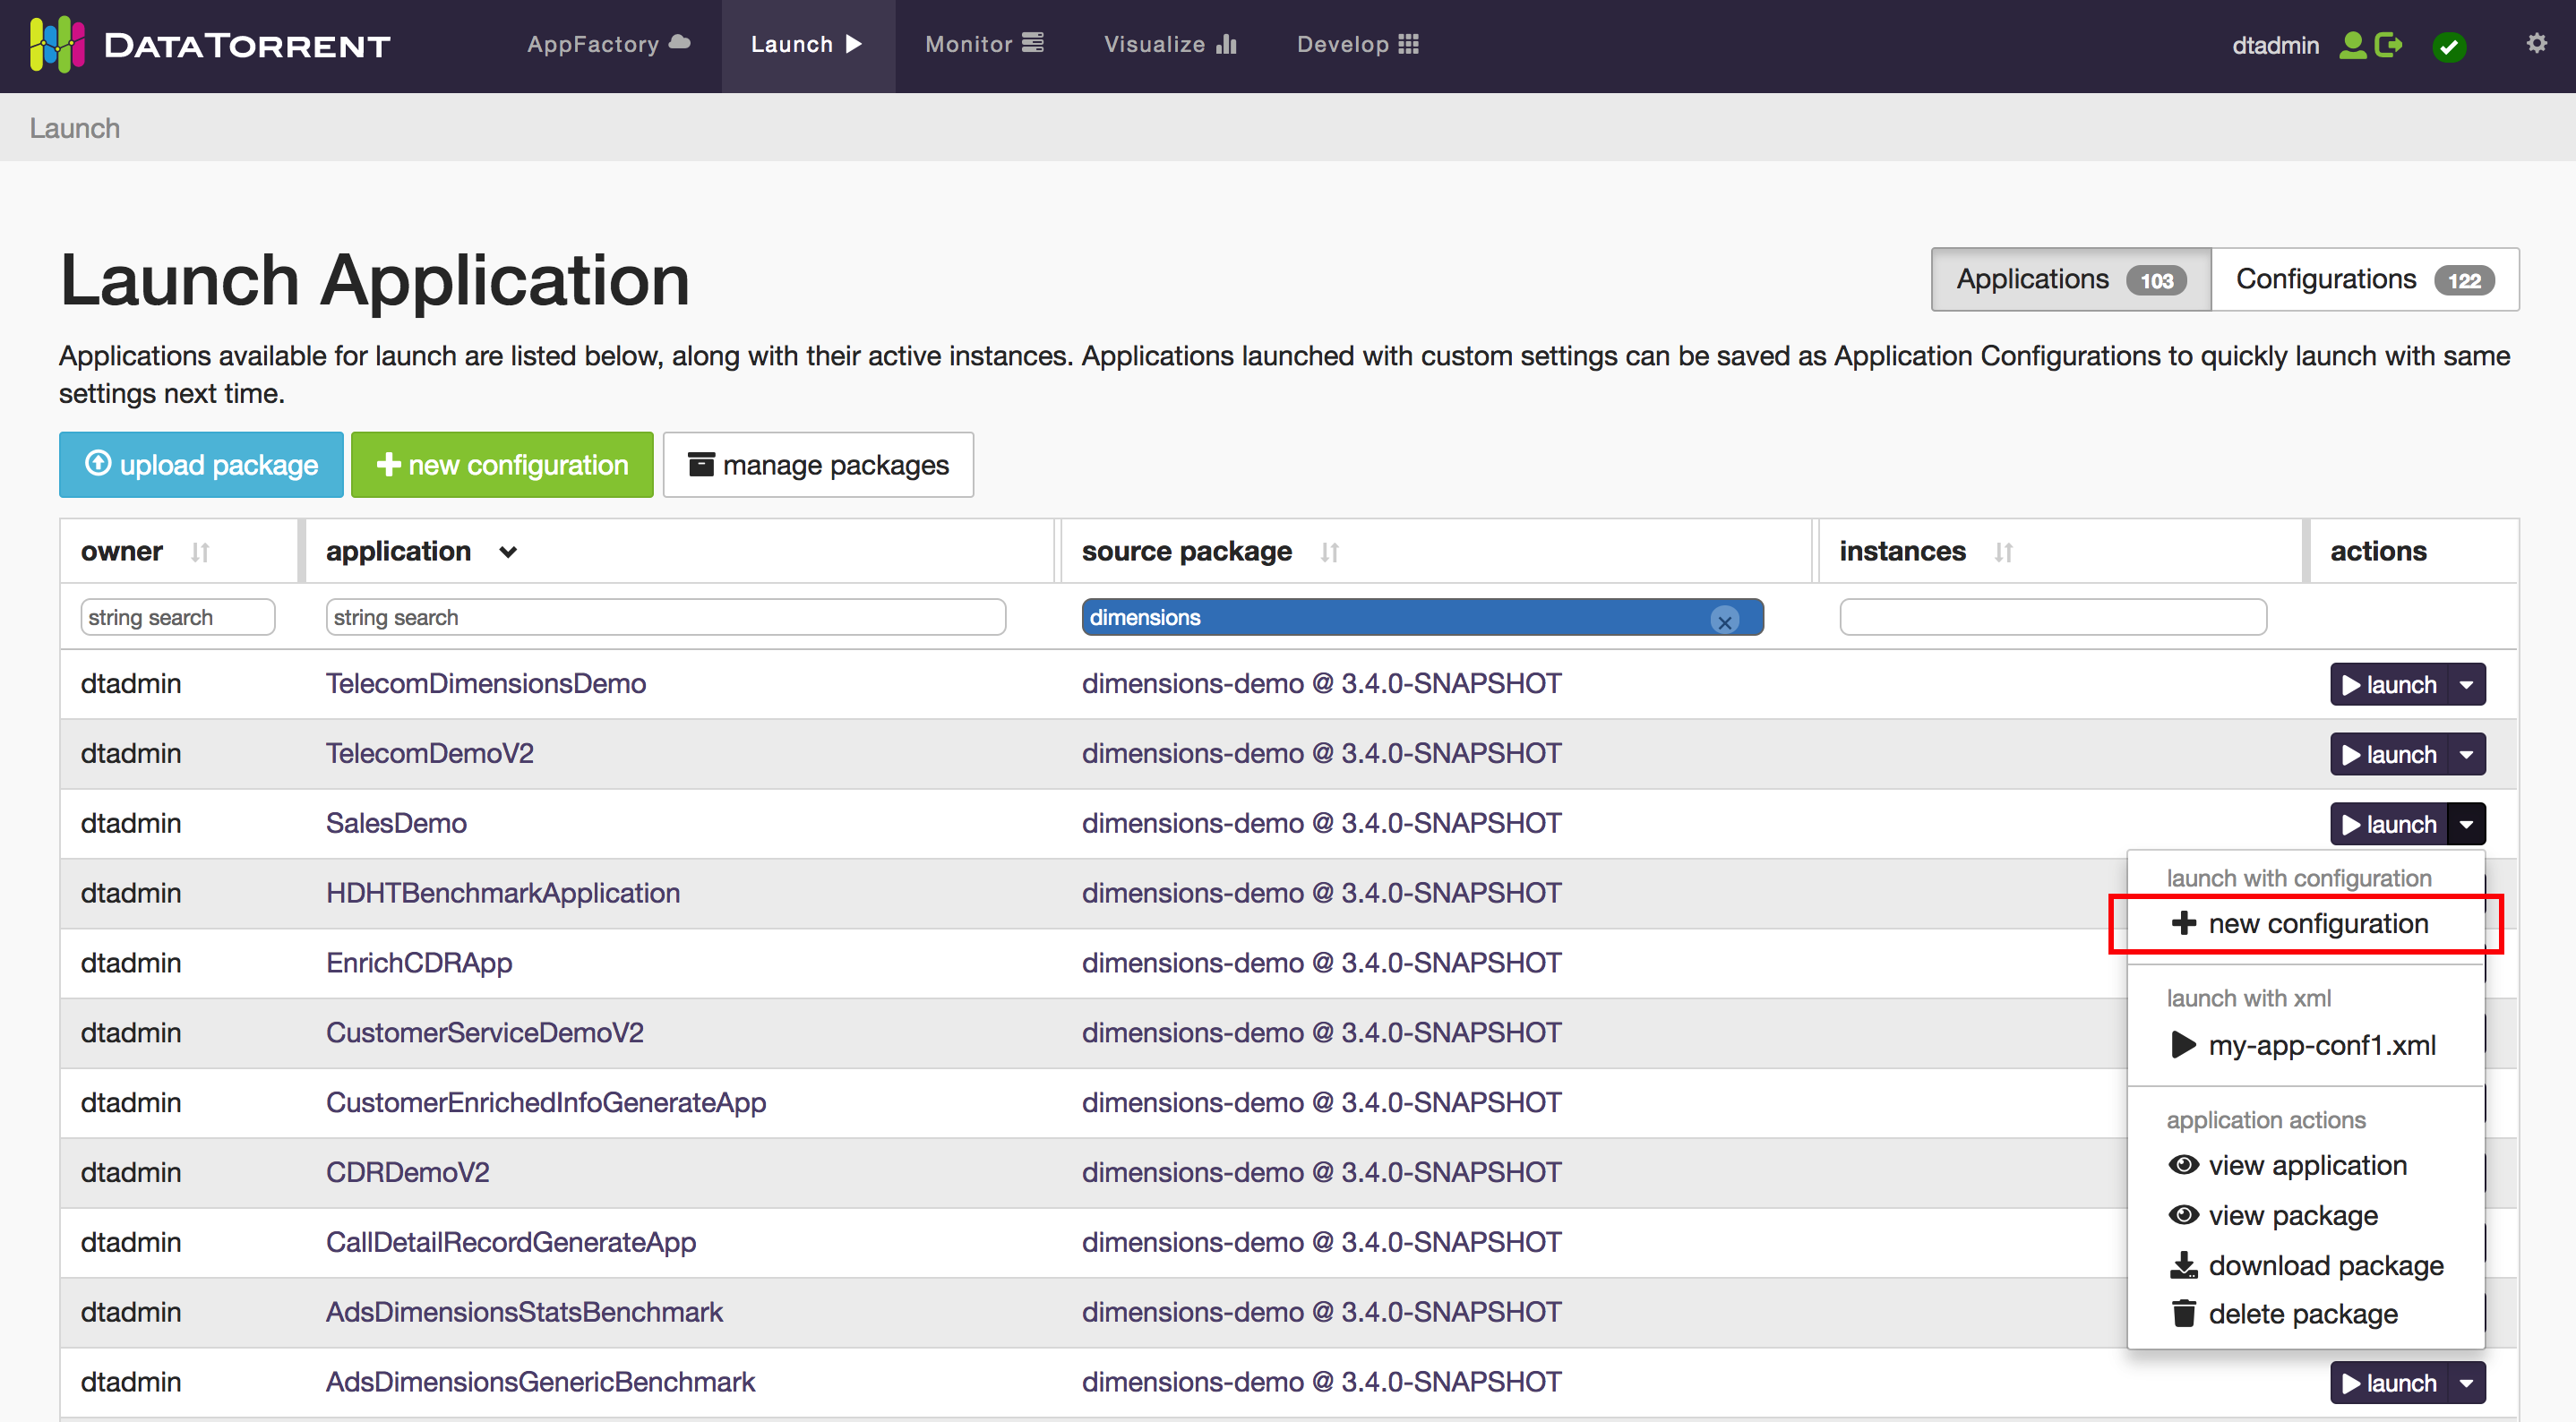 DATATORRENT AppFactory Launch Monitor Visualize Develop dtadmin
Launch
Launch Application
Applications 103 Configurations 122
Applications available for launch are listed below, along with their active instances. Applications launched with custom settings can be saved as Application Configurations to quickly launch with same
settings next time.
upload package new configuration manage packages
owner application source package instances actions
string search string search dimensions
dtadmin TelecomDimensionsDemo dimensions-demo @ 3.4.0-SNAPSHOT launch
dtadmin TelecomDemoV2 dimensions-demo @ 3.4.0-SNAPSHOT launch
dtadmin SalesDemo dimensions-demo @ 3.4.0-SNAPSHOT launch
dtadmin HDHTBenchmarkApplication dimensions-demo @ 3.4.0-SNAPSHOT
dtadmin EnrichCDRApp dimensions-demo @ 3.4.0-SNAPSHOT
dtadmin CustomerServiceDemoV2 dimensions-demo @ 3.4.0-SNAPSHOT
dtadmin CustomerEnrichedInfoGenerateApp dimensions-demo @ 3.4.0-SNAPSHOT
dtadmin CDRDemoV2 dimensions-demo @ 3.4.0-SNAPSHOT
dtadmin CallDetailRecordGenerateApp dimensions-demo @ 3.4.0-SNAPSHOT
dtadmin AdsDimensionsStatsBenchmark dimensions-demo @ 3.4.0-SNAPSHOT
dtadmin AdsDimensionsGenericBenchmark dimensions-demo @ 3.4.0-SNAPSHOT launch
launch with configuration
new configuration
launch with xml
my-app-conf1.xml
application actions
view application
view package
download package
delete package